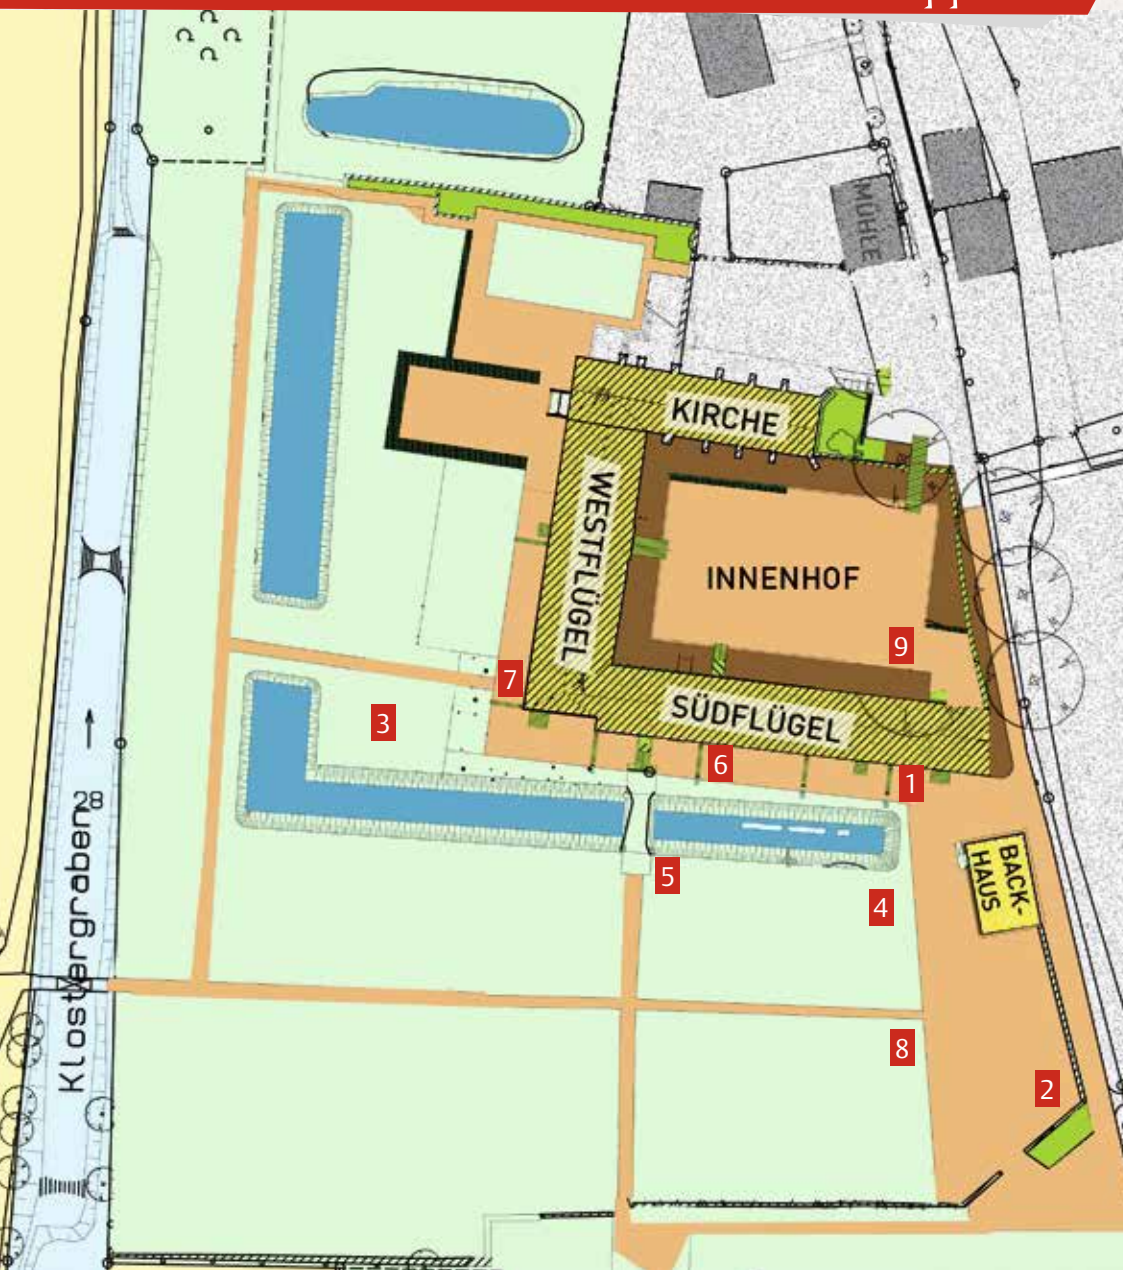 MÜHLE
KIRCHE
WESTFLÜGEL
INNENHOF
9
7
SÜDFLÜGEL
3
6
1
28
BACK-
HAUS
5
4
Klostergraben
8
2